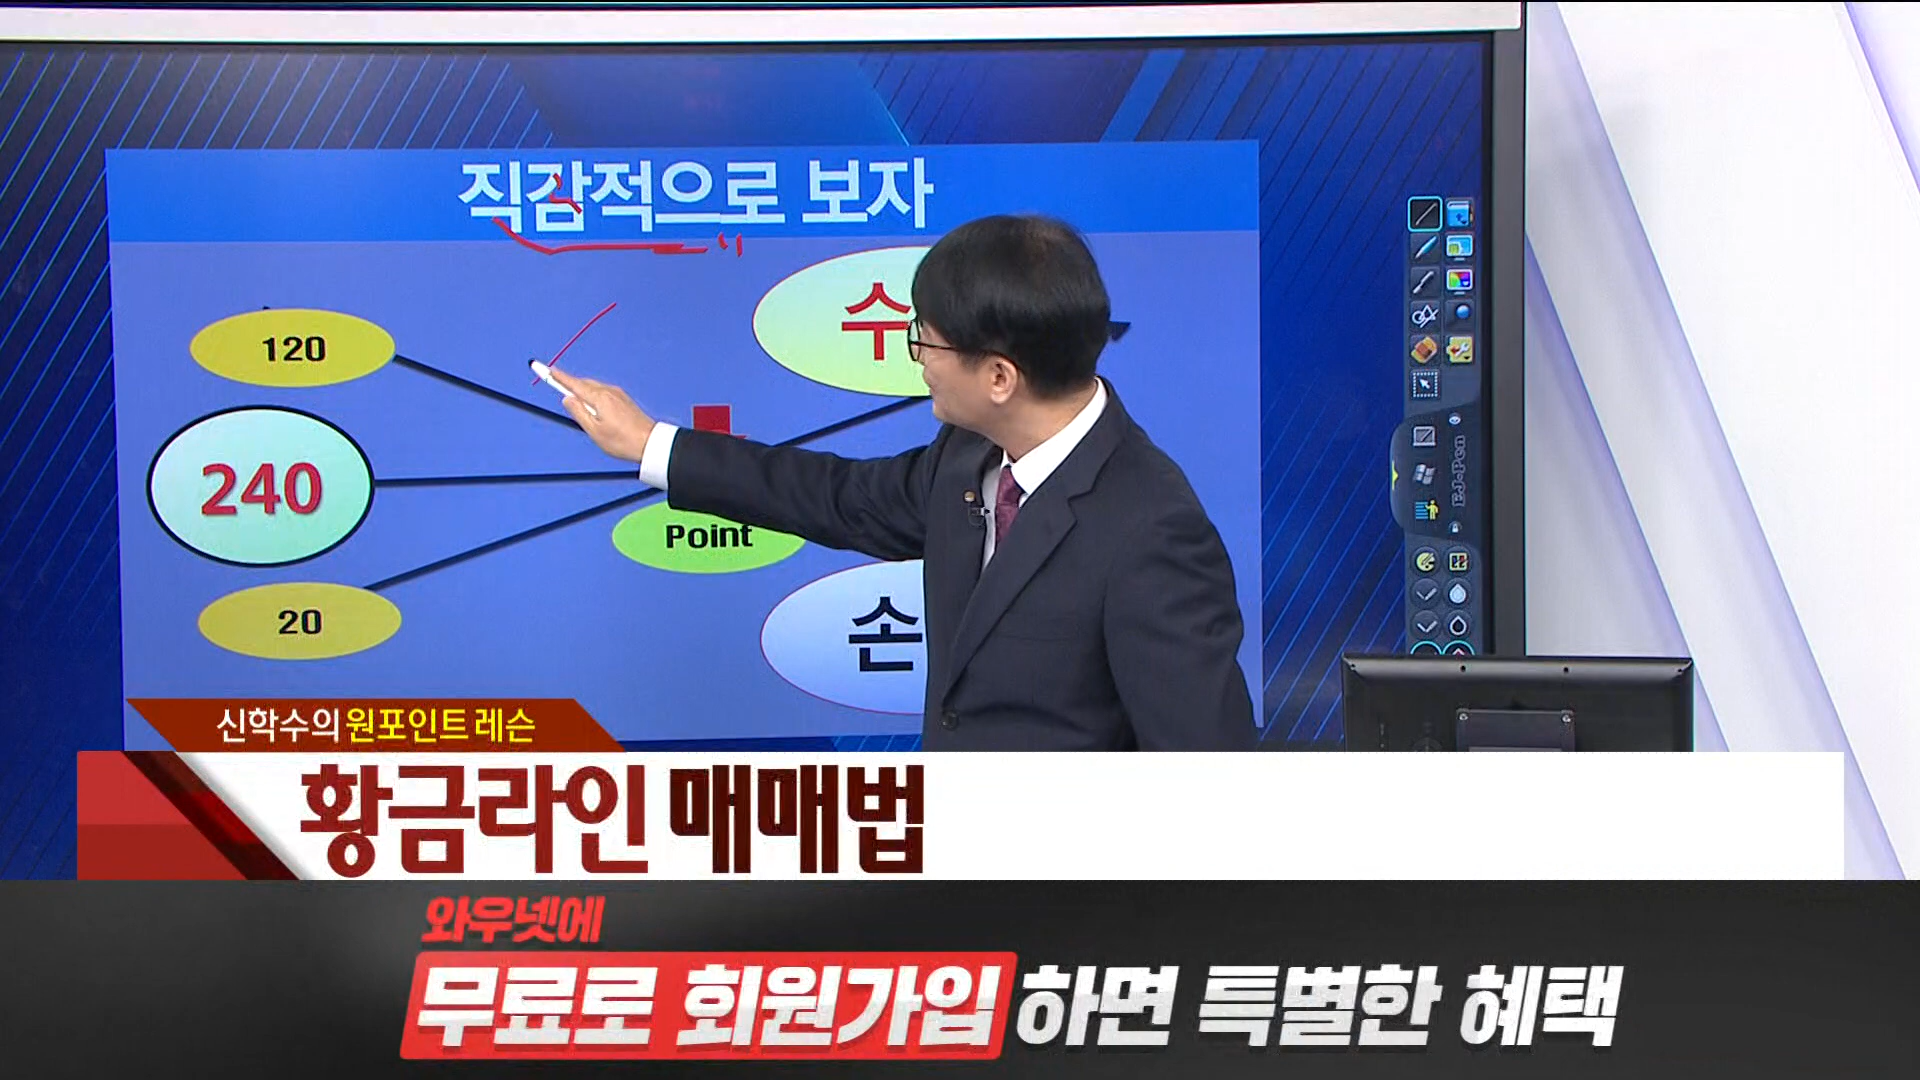 직감적으로 보자
120
수
240
Point
20
손
EJ-Pen
신학수의 원포인트 레슨
황금라인 매매법
와우넷에
무료로 회원가입 하면 특별한 혜택